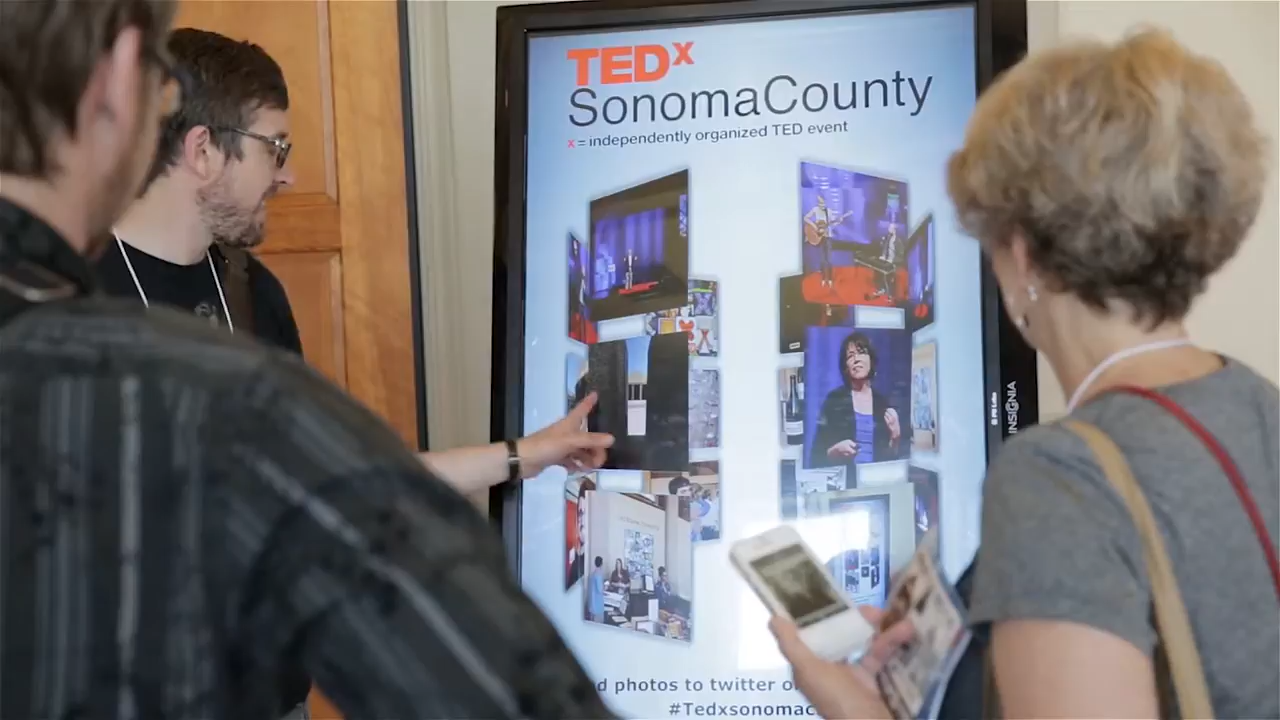 TEDx
SonomaCounty
x = independently organized TED event
INSIGNIA
d photos to twitter o
#Tedxsonomac